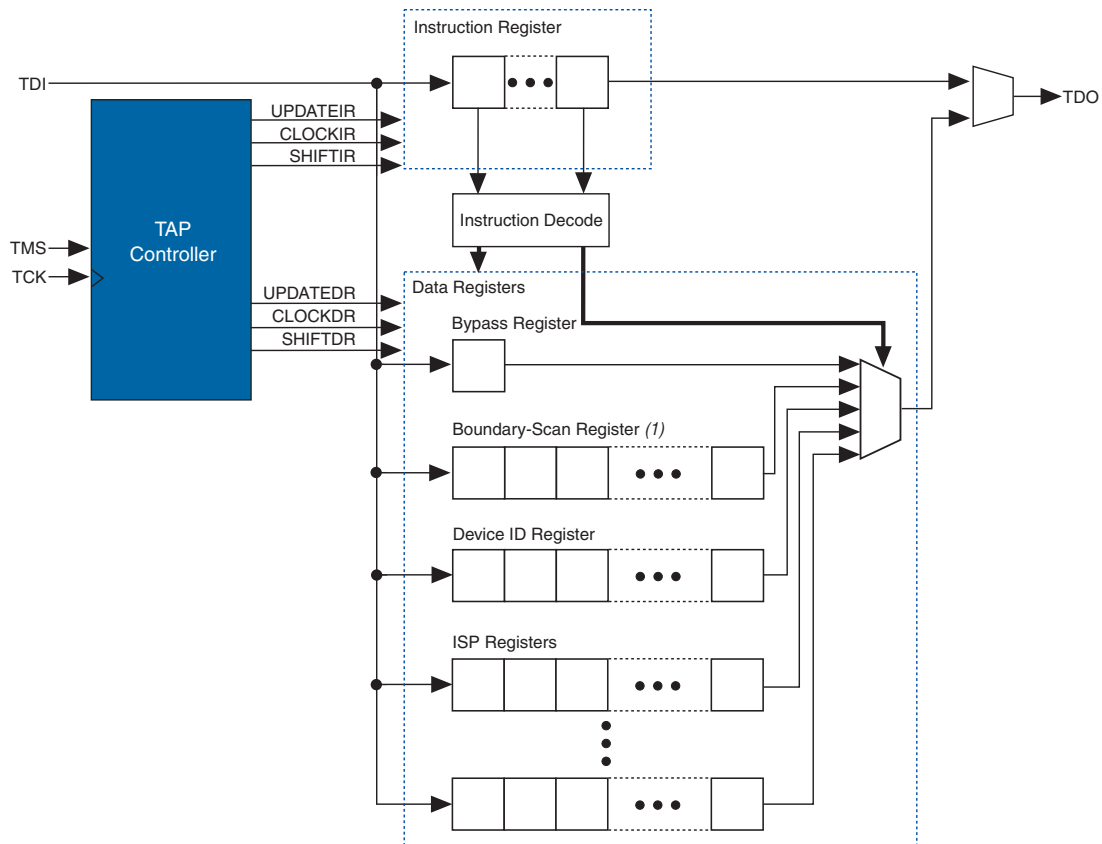 Instruction Register
TDI
TDO
UPDATEIR
CLOCKIR
SHIFTIR
TAP
Controller
Instruction Decode
TMS
TCK
Data Registers
UPDATEDR
CLOCKDR
SHIFTDR
Bypass Register
Boundary-Scan Register (1)
Device ID Register
ISP Registers